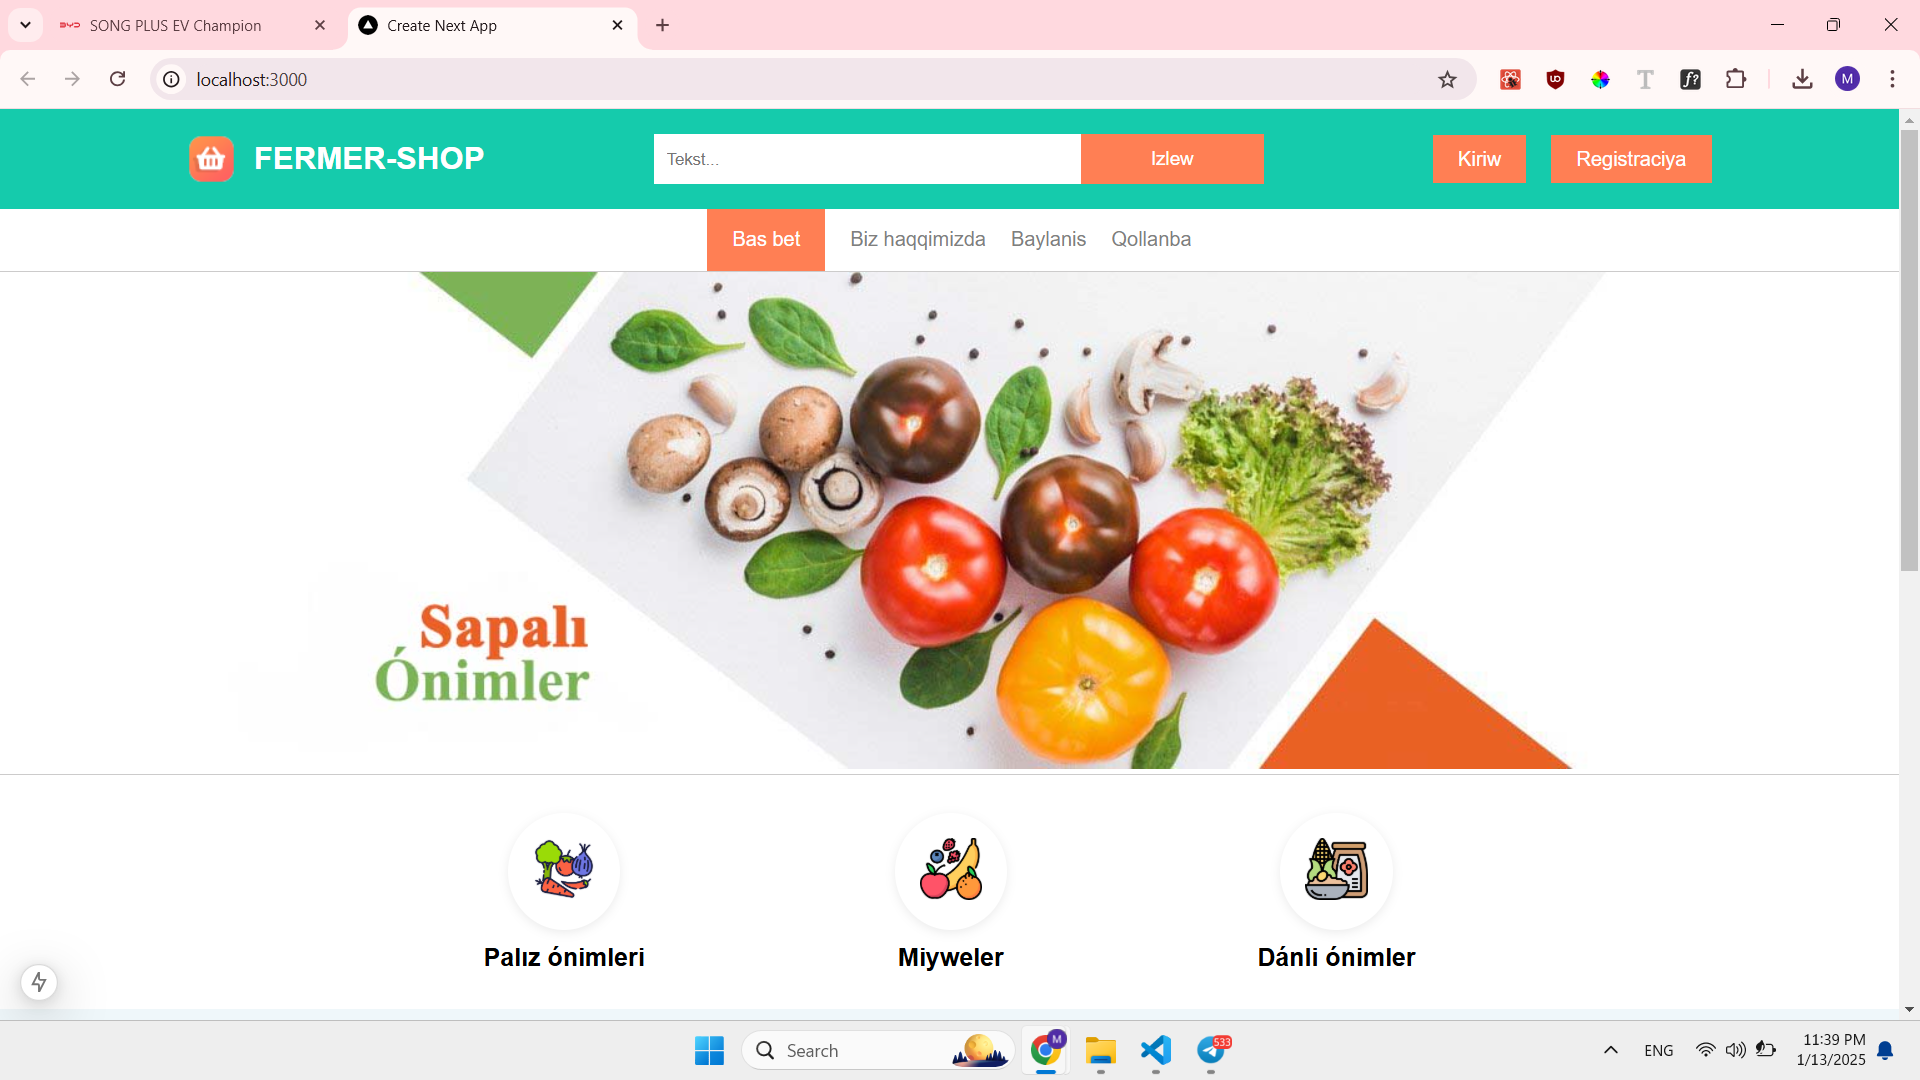 SONG PLUS EV Champion
Create Next App
localhost:3000
M
FERMER-SHOP
Tekst...
Izlew
Kiriw
Registraciya
Bas bet
Biz haqqimizda
Baylanis
Qollanba
Sapalı
Ónimler
Palız ónimleri
Miyweler
Dánli ónimler
Search
M
533
ENG
11:39 PM
1/13/2025